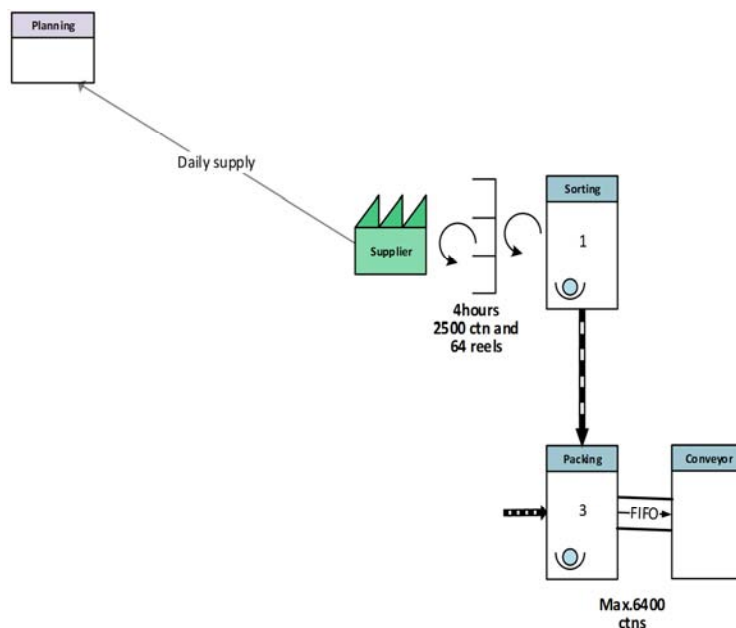 Planning
Daily supply
Supplier
Sorting
1
4hours
2500 ctn and
64 reels
Packing
Conveyor
3
FIFO
Max.6400
ctns